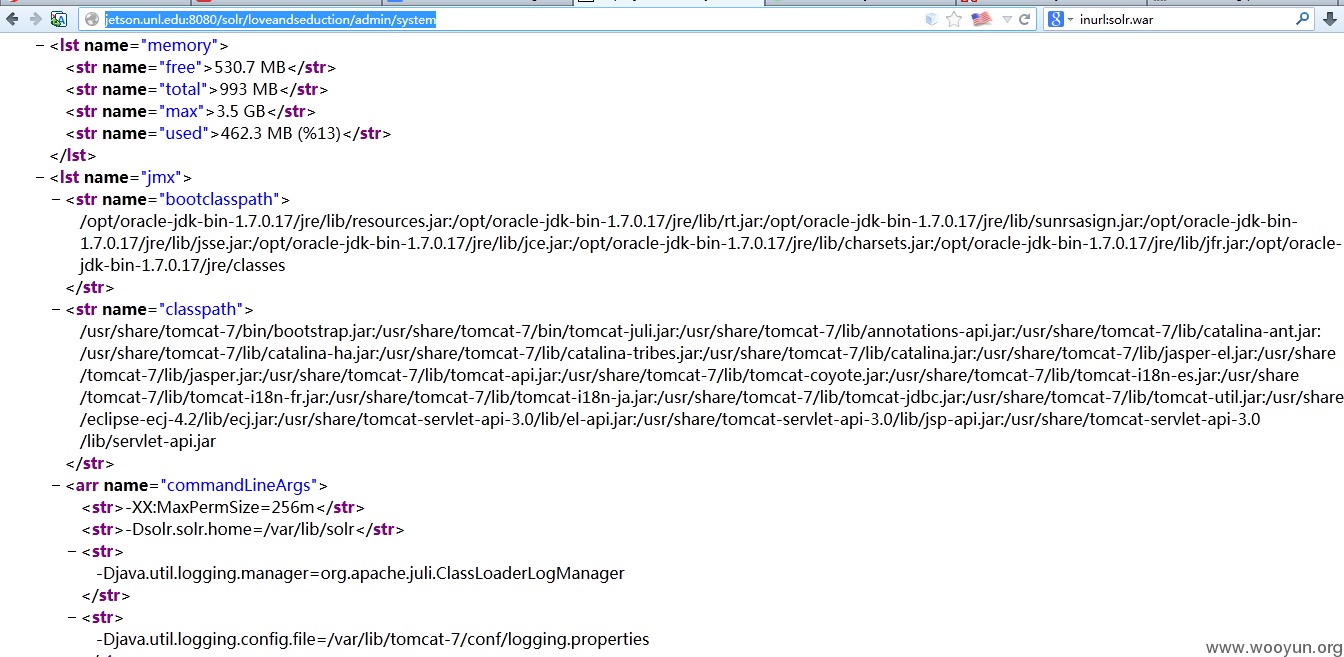 jetson.unl.edu:8080/solr/loveandseduction/admin/system
inurl:solr.war
− <lst name="memory">
<str name="free">530.7 MB</str>
<str name="total">993 MB</str>
<str name="max">3.5 GB</str>
<str name="used">462.3 MB (%13)</str>
</lst>
− <lst name="jmx">
− <str name="bootclasspath">
/opt/oracle-jdk-bin-1.7.0.17/jre/lib/resources.jar:/opt/oracle-jdk-bin-1.7.0.17/jre/lib/rt.jar:/opt/oracle-jdk-bin-1.7.0.17/jre/lib/sunrsasign.jar:/opt/oracle-jdk-bin-
1.7.0.17/jre/lib/jsse.jar:/opt/oracle-jdk-bin-1.7.0.17/jre/lib/jce.jar:/opt/oracle-jdk-bin-1.7.0.17/jre/lib/charsets.jar:/opt/oracle-jdk-bin-1.7.0.17/jre/lib/jfr.jar:/opt/oracle-
jdk-bin-1.7.0.17/jre/classes
</str>
− <str name="classpath">
/usr/share/tomcat-7/bin/bootstrap.jar:/usr/share/tomcat-7/bin/tomcat-juli.jar:/usr/share/tomcat-7/lib/annotations-api.jar:/usr/share/tomcat-7/lib/catalina-ant.jar:
/usr/share/tomcat-7/lib/catalina-ha.jar:/usr/share/tomcat-7/lib/catalina-tribes.jar:/usr/share/tomcat-7/lib/catalina.jar:/usr/share/tomcat-7/lib/jasper-el.jar:/usr/share
/tomcat-7/lib/jasper.jar:/usr/share/tomcat-7/lib/tomcat-api.jar:/usr/share/tomcat-7/lib/tomcat-coyote.jar:/usr/share/tomcat-7/lib/tomcat-i18n-es.jar:/usr/share
/tomcat-7/lib/tomcat-i18n-fr.jar:/usr/share/tomcat-7/lib/tomcat-i18n-ja.jar:/usr/share/tomcat-7/lib/tomcat-jdbc.jar:/usr/share/tomcat-7/lib/tomcat-util.jar:/usr/share
/eclipse-ecj-4.2/lib/ecj.jar:/usr/share/tomcat-servlet-api-3.0/lib/el-api.jar:/usr/share/tomcat-servlet-api-3.0/lib/jsp-api.jar:/usr/share/tomcat-servlet-api-3.0
/lib/servlet-api.jar
</str>
− <arr name="commandLineArgs">
<str>-XX:MaxPermSize=256m</str>
<str>-Dsolr.solr.home=/var/lib/solr</str>
− <str>
-Djava.util.logging.manager=org.apache.juli.ClassLoaderLogManager
</str>
− <str>
-Djava.util.logging.config.file=/var/lib/tomcat-7/conf/logging.properties
www.wooyun.org